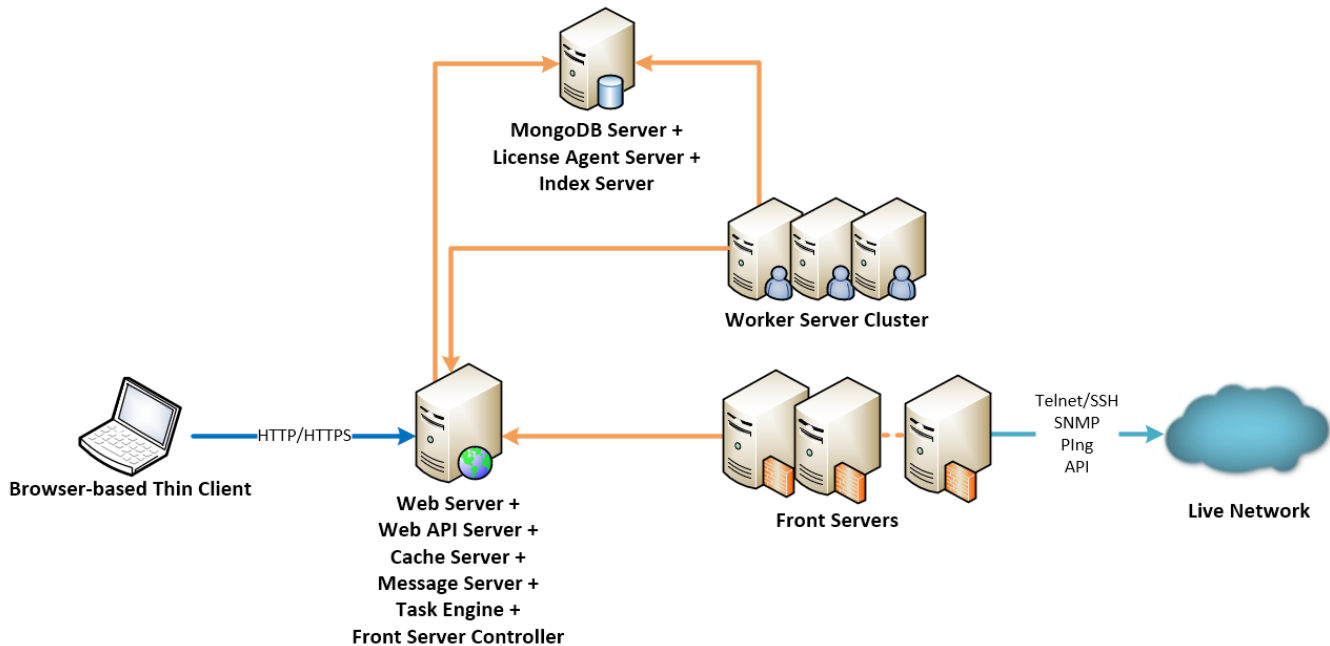 MongoDB Server +
License Agent Server +
Index Server
Worker Server Cluster
HTTP/HTTPS
Browser-based Thin Client
Web Server +
Web API Server +
Cache Server +
Message Server +
Task Engine +
Front Server Controller
Front Servers
Telnet/SSH
SNMP
PIng
API
Live Network